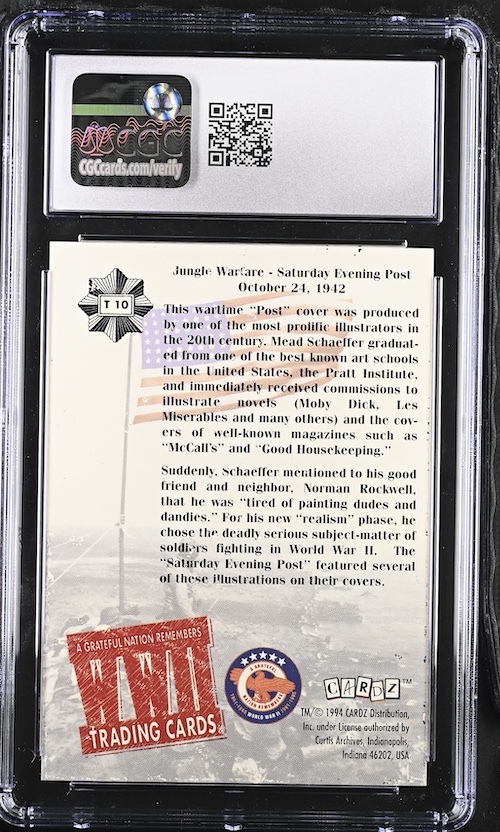 CGC
CGCcards.com/verify
T 10
Jungle Warfare - Saturday Evening Post
October 24, 1942
This wartime "Post" cover was produced
by one of the most prolific illustrators in
the 20th century. Mead Schaeffer graduat-
ed from one of the best known art schools
in the United States, the Pratt Institute,
and immediately received commissions to
illustrate novels (Moby Dick, Les
Miserables and many others) and the cov-
ers of well-known magazines such as
"McCall's" and "Good Housekeeping."
Suddenly, Schaeffer mentioned to his good
friend and neighbor, Norman Rockwell,
that he was "tired of painting dudes and
dandies." For his new "realism" phase, he
chose the deadly serious subject-matter of
soldiers fighting in World War II. The
"Saturday Evening Post" featured several
of these illustrations on their covers.
A GRATEFUL NATION REMEMBERS
WWII
TRADING CARDS
A GRATEFUL
NATION REMEMBERS
WORLD WAR II
CARDZ™
TM/© 1994 CARDZ Distribution,
Inc. under License authorized by
Curtis Archives, Indianapolis,
Indiana 46202, USA